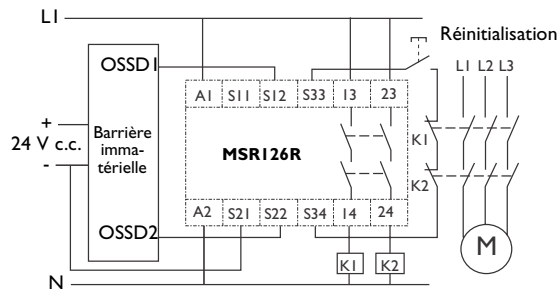 L1
Réinitialisation
OSSD1
L1 L2 L3
A1 S11 S12 S33 13 23
+
24 V c.c.
-
Barrière
imma-
térielle
MSR126R
K1
K2
A2 S21 S22 S34 14 24
OSSD2
M
K1 K2
N